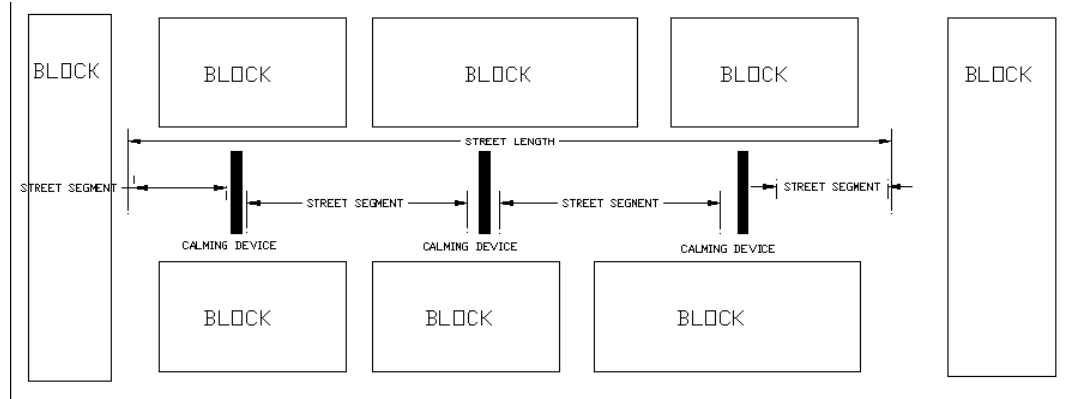 BLOCK
BLOCK
BLOCK
BLOCK
BLOCK
STREET LENGTH
STREET SEGMENT
STREET SEGMENT
STREET SEGMENT
STREET SEGMENT
CALMING DEVICE
CALMING DEVICE
CALMING DEVICE
BLOCK
BLOCK
BLOCK